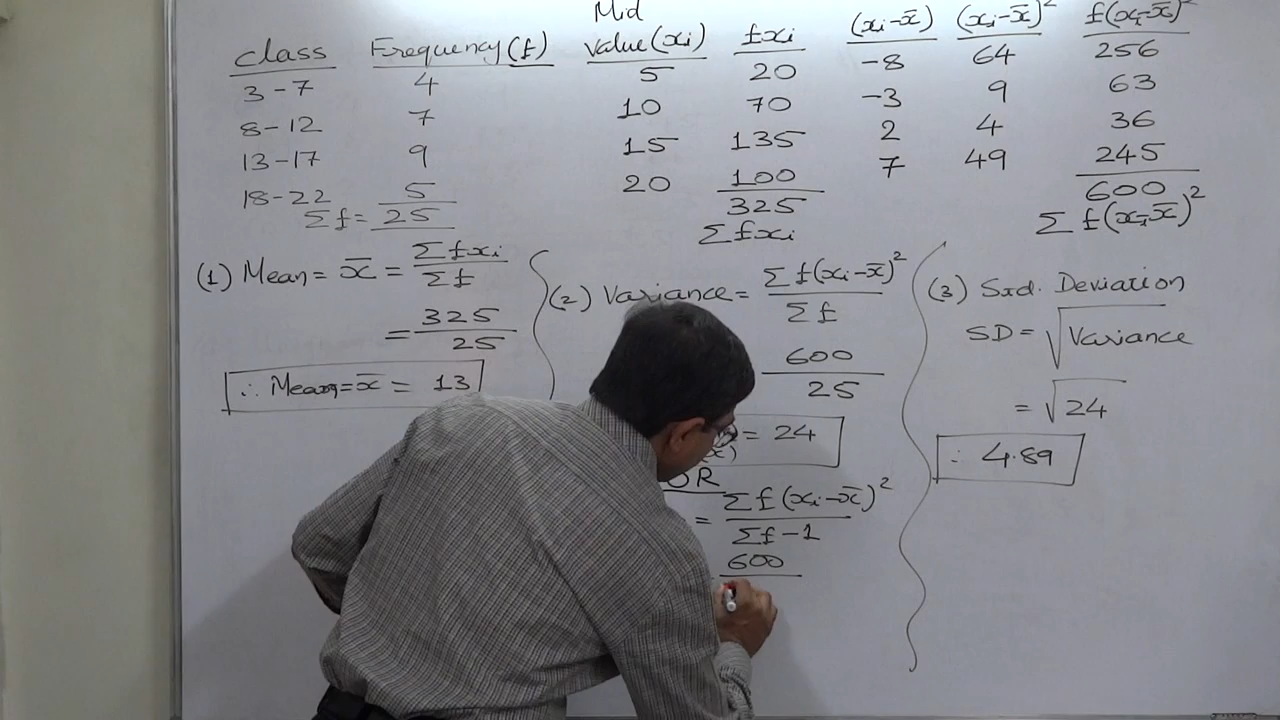 Mid
class Frequency(f) value(xi) fxi (xi-x̄) (xi-x̄)² f(xi-x̄)²
3-7 4 5 20 -8 64 256
8-12 7 10 70 -3 9 63
13-17 9 15 135 2 4 36
18-22 5 20 100 7 49 245
Σf= 25 325 600
Σfxi Σ f(xi-x̄)²
(1) Mean= x̄ = Σfxi
Σf
= 325
25
∴ Mean=x̄ = 13
(2) Variance= Σ f(xi-x̄)²
Σf
600
25
= 24
OR
= Σ f(xi-x̄)²
Σf-1
600
(3) Std. Deviation
SD= √Variance
= √24
∴ 4.89